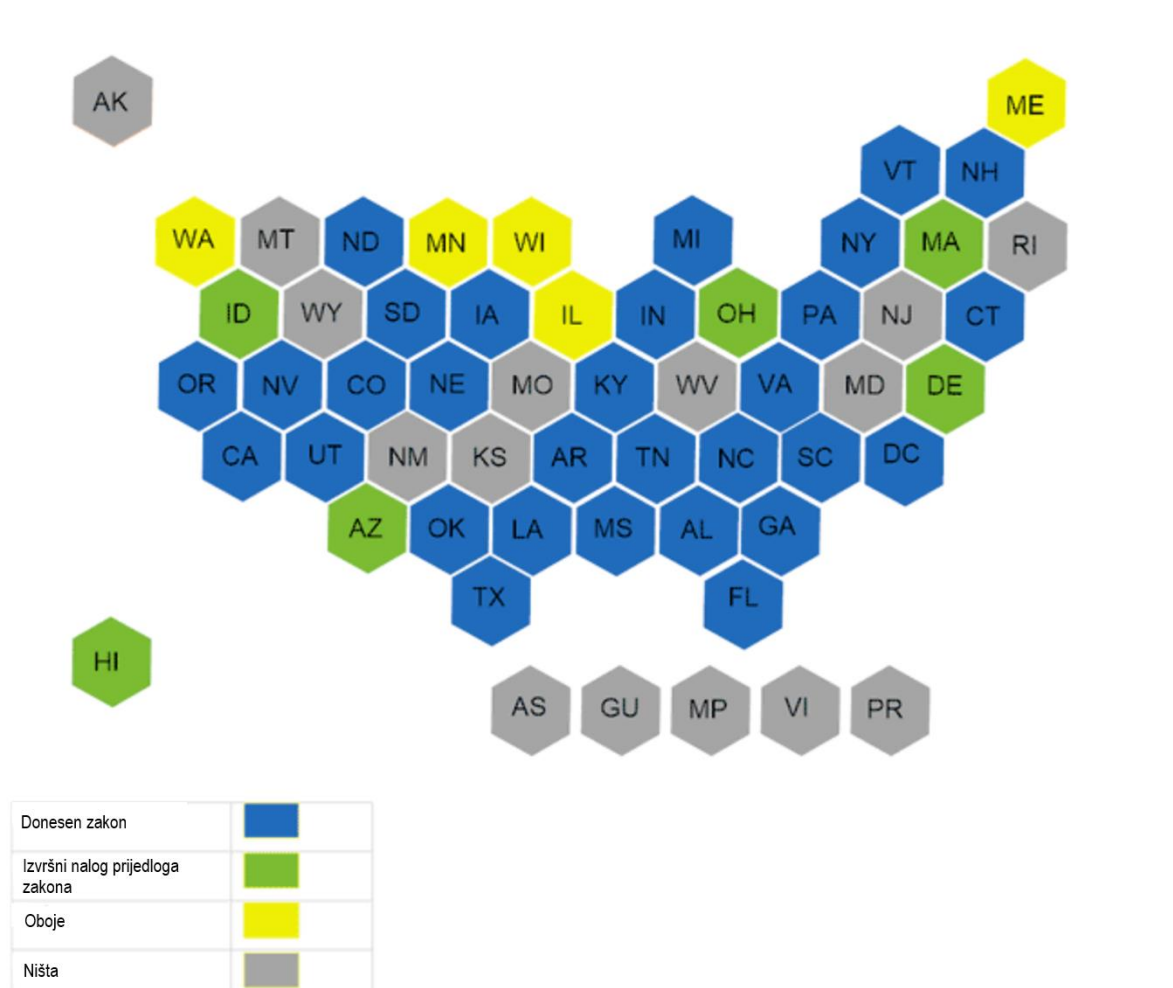 AK
ME
VT NH
WA MT ND MN WI MI NY MA RI
ID WY SD IA IL IN OH PA NJ CT
OR NV CO NE MO KY WV VA MD DE
CA UT NM KS AR TN NC SC DC
AZ OK LA MS AL GA
TX FL
HI
AS GU MP VI PR
Donesen zakon
Izvršni nalog prijedloga
zakona
Oboje
Ništa